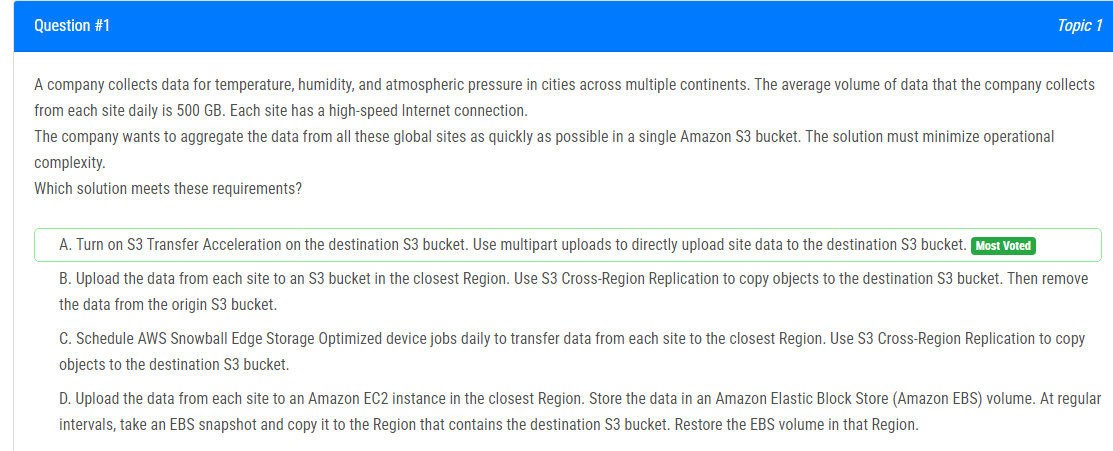 Question #1
Topic 1
A company collects data for temperature, humidity, and atmospheric pressure in cities across multiple continents. The average volume of data that the company collects
from each site daily is 500 GB. Each site has a high-speed Internet connection.
The company wants to aggregate the data from all these global sites as quickly as possible in a single Amazon S3 bucket. The solution must minimize operational
complexity.
Which solution meets these requirements?
A. Turn on S3 Transfer Acceleration on the destination S3 bucket. Use multipart uploads to directly upload site data to the destination S3 bucket. Most Voted
B. Upload the data from each site to an S3 bucket in the closest Region. Use S3 Cross-Region Replication to copy objects to the destination S3 bucket. Then remove
the data from the origin S3 bucket.
C. Schedule AWS Snowball Edge Storage Optimized device jobs daily to transfer data from each site to the closest Region. Use S3 Cross-Region Replication to copy
objects to the destination S3 bucket.
D. Upload the data from each site to an Amazon EC2 instance in the closest Region. Store the data in an Amazon Elastic Block Store (Amazon EBS) volume. At regular
intervals, take an EBS snapshot and copy it to the Region that contains the destination S3 bucket. Restore the EBS volume in that Region.